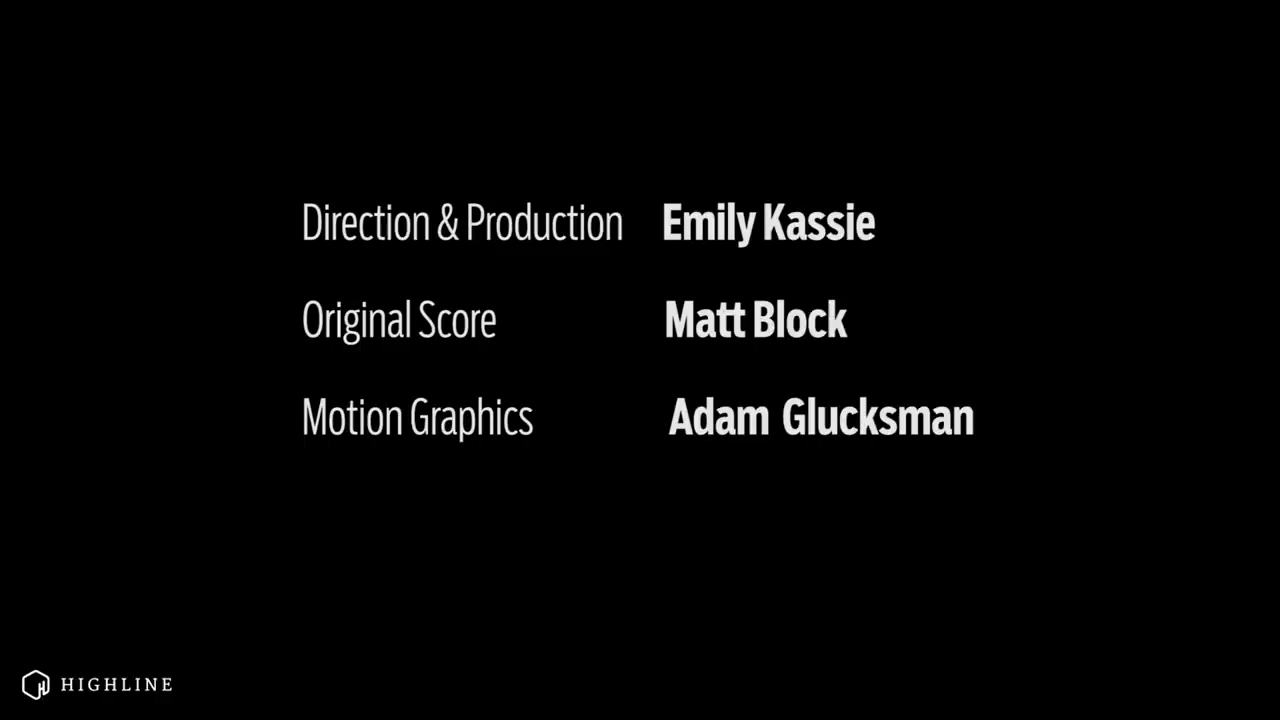 Direction & Production Emily Kassie
Original Score Matt Block
Motion Graphics Adam Glucksman
HIGHLINE